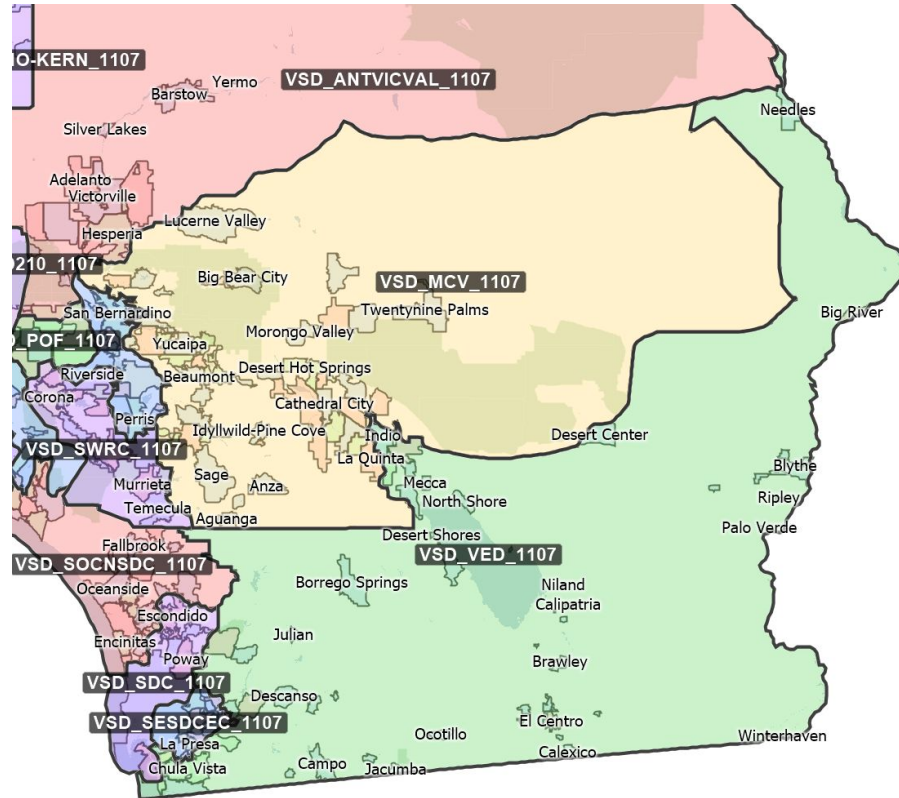 IO-KERN_1107
VSD_ANTVICVAL_1107
Yermo
Barstow
Needles
Silver Lakes
Adelanto
Victorville
Lucerne Valley
Hesperia
D210_1107
Big Bear City
VSD_MCV_1107
San Bernardino
Twentynine Palms
Big River
Morongo Valley
O_POF_1107
Yucaipa
Riverside
Beaumont
Desert Hot Springs
Corona
Cathedral City
Perris
Idyllwild-Pine Cove
Indio
Desert Center
VSD_SWRC_1107
La Quinta
Blythe
Sage
Murrieta
Anza
Mecca
North Shore
Ripley
Temecula
Aguanga
Palo Verde
Desert Shores
Fallbrook
VSD_VED_1107
VSD_SOCNSDC_1107
Borrego Springs
Oceanside
Niland
Calipatria
Escondido
Encinitas
Julian
Poway
Brawley
VSD_SDC_1107
Descanso
VSD_SESDCEC_1107
El Centro
La Presa
Ocotillo
Winterhaven
Calexico
Chula Vista
Campo
Jacumba